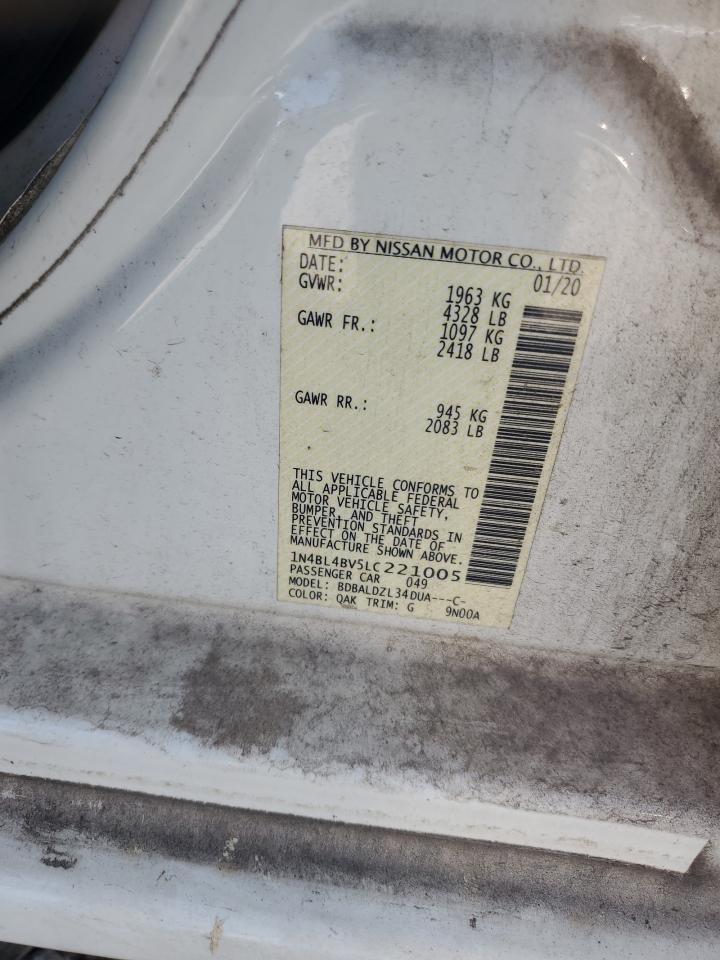 MFD BY NISSAN MOTOR CO., LTD.
DATE: 01/20
GVWR: 1963 KG
4328 LB
GAWR FR.: 1097 KG
2418 LB
GAWR RR.: 945 KG
2083 LB
THIS VEHICLE CONFORMS TO
ALL APPLICABLE FEDERAL
MOTOR VEHICLE SAFETY,
BUMPER, AND THEFT
PREVENTION STANDARDS IN
EFFECT ON THE DATE OF
MANUFACTURE SHOWN ABOVE.
1N4BL4BV5LC221005
PASSENGER CAR 049
MODEL: BDBALDZL34DUA---C-
COLOR: QAK TRIM: G 9N00A